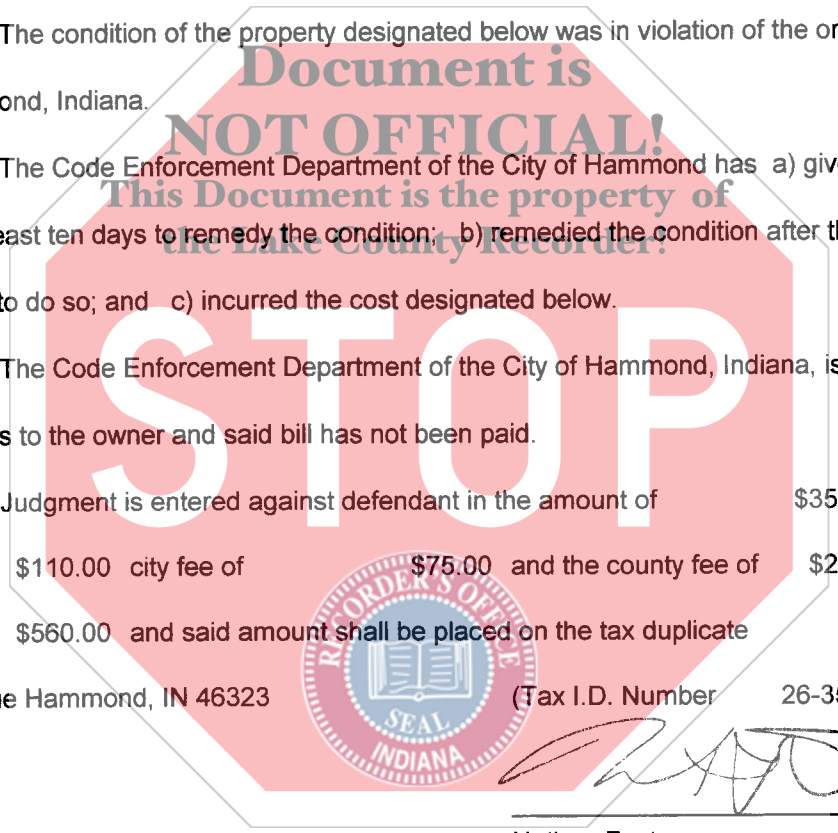 The condition of the property designated below was in violation of the or
Document is
ond, Indiana.
NOT OFFICIAL!
The Code Enforcement Department of the City of Hammond has a) giv
This Document is the property of
east ten days to remedy the condition; b) remedied the condition after th
the Lake County Recorder!
to do so; and c) incurred the cost designated below.
STOP
The Code Enforcement Department of the City of Hammond, Indiana, is
s to the owner and said bill has not been paid.
Judgment is entered against defendant in the amount of $35
$110.00 city fee of $75.00 and the county fee of $2
RECORDER'S OFFICE
$560.00 and said amount shall be placed on the tax duplicate
e Hammond, IN 46323 (Tax I.D. Number 26-35
SEAL
INDIANA